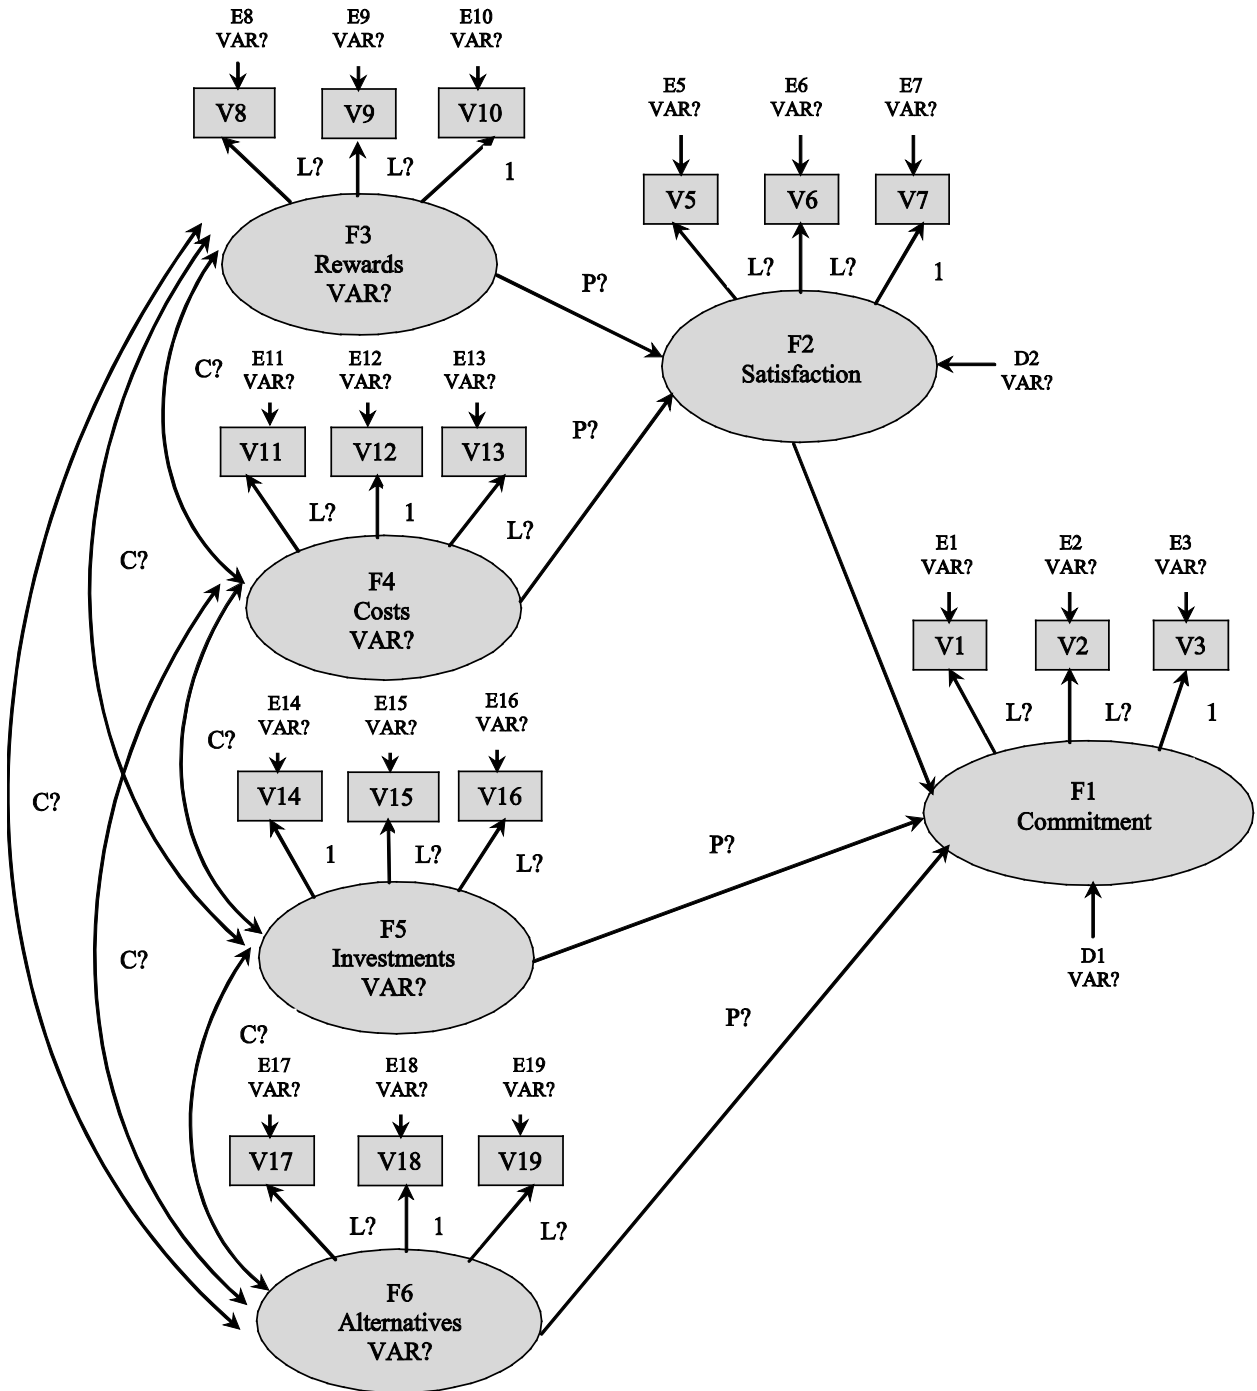 E8
VAR?
E9
VAR?
E10
VAR?
V8
V9
V10
L?
L?
1
F3
Rewards
VAR?
E5
VAR?
E6
VAR?
E7
VAR?
V5
V6
V7
L?
L?
1
P?
F2
Satisfaction
D2
VAR?
C?
E11
VAR?
E12
VAR?
E13
VAR?
V11
V12
V13
L?
1
L?
P?
F4
Costs
VAR?
C?
E1
VAR?
E2
VAR?
E3
VAR?
V1
V2
V3
L?
L?
1
F1
Commitment
D1
VAR?
E14
VAR?
E15
VAR?
E16
VAR?
C?
V14
V15
V16
1
L?
L?
C?
P?
F5
Investments
VAR?
C?
P?
C?
E17
VAR?
E18
VAR?
E19
VAR?
V17
V18
V19
L?
1
L?
F6
Alternatives
VAR?